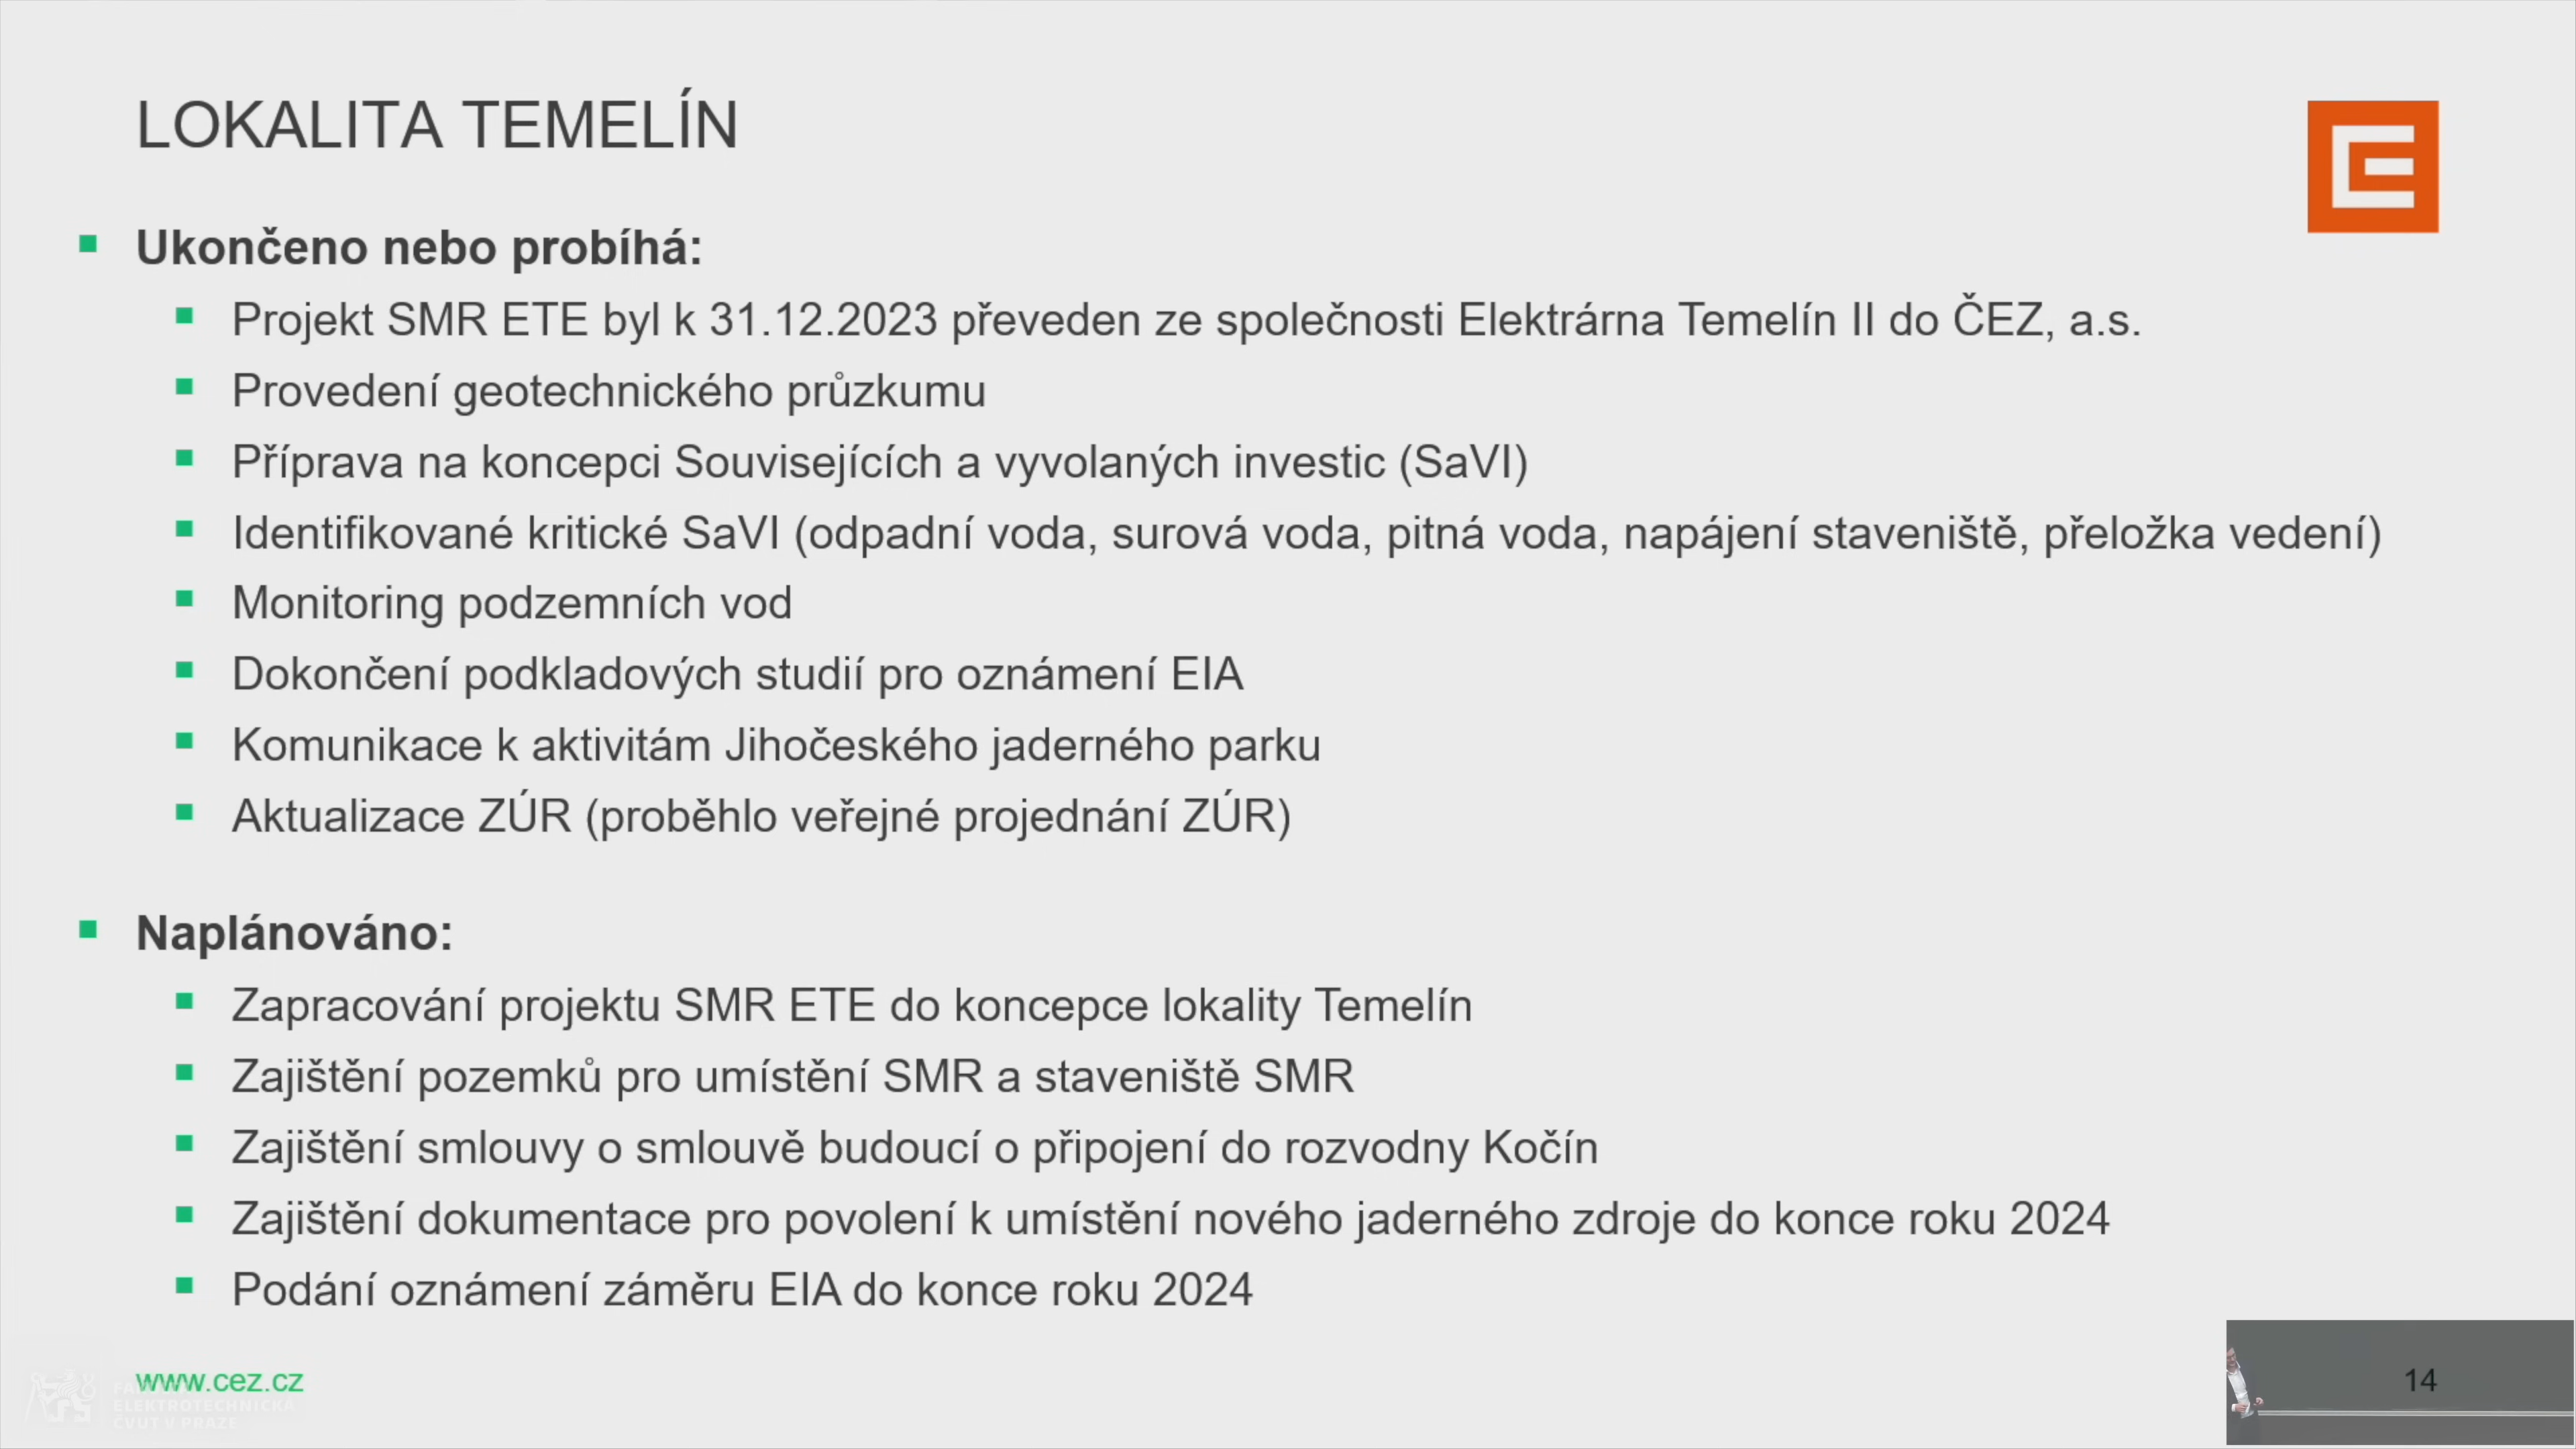 LOKALITA TEMELÍN
Ukončeno nebo probíhá:
Projekt SMR ETE byl k 31.12.2023 převeden ze společnosti Elektrárna Temelín II do ČEZ, a.s.
Provedení geotechnického průzkumu
Příprava na koncepci Souvisejících a vyvolaných investic (SaVI)
Identifikované kritické SaVI (odpadní voda, surová voda, pitná voda, napájení staveniště, přeložka vedení)
Monitoring podzemních vod
Dokončení podkladových studií pro oznámení EIA
Komunikace k aktivitám Jihočeského jaderného parku
Aktualizace ZÚR (proběhlo veřejné projednání ZÚR)
Naplánováno:
Zapracování projektu SMR ETE do koncepce lokality Temelín
Zajištění pozemků pro umístění SMR a staveniště SMR
Zajištění smlouvy o smlouvě budoucí o připojení do rozvodny Kočín
Zajištění dokumentace pro povolení k umístění nového jaderného zdroje do konce roku 2024
Podání oznámení záměru EIA do konce roku 2024
www.cez.cz
ELEKTROTECHNICKÁ
ČVUT V PRAZE
14